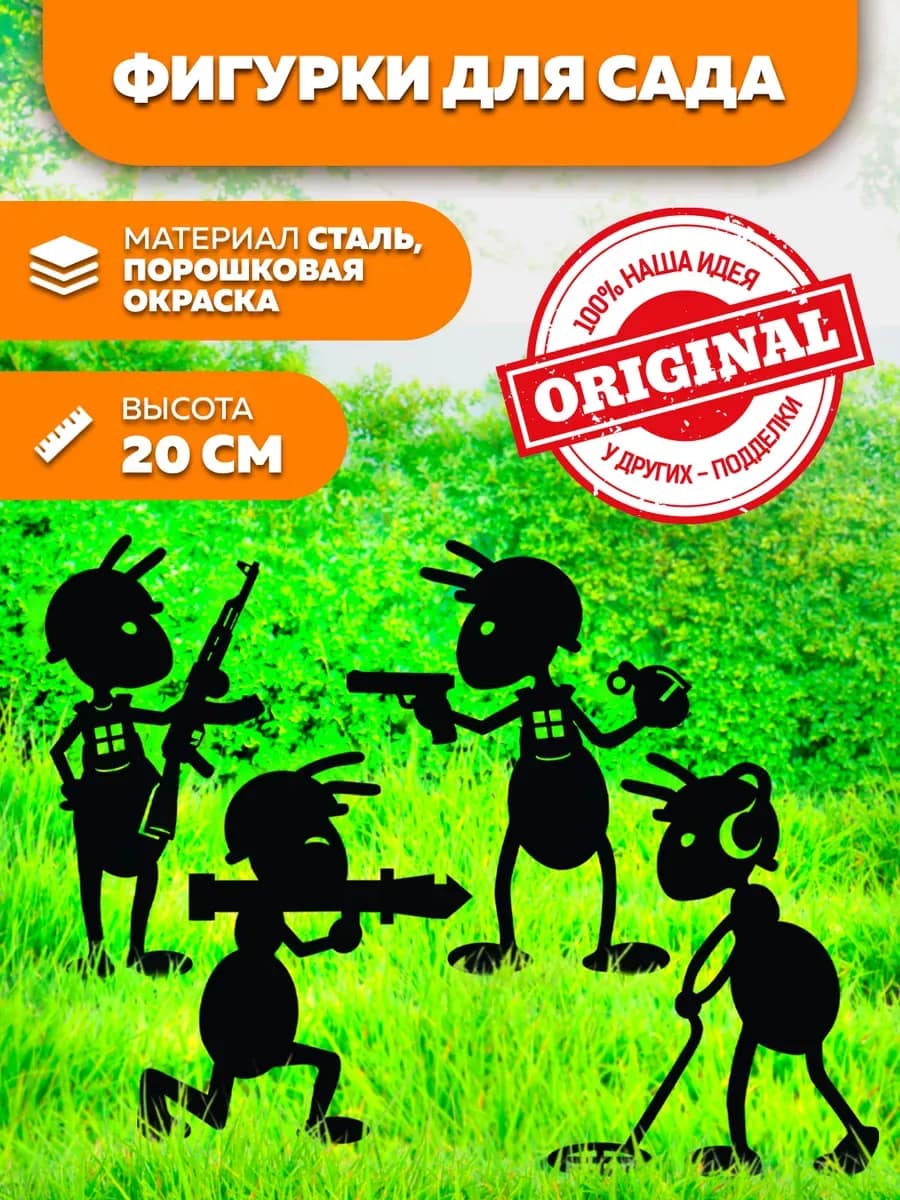 ФИГУРКИ ДЛЯ САДА
МАТЕРИАЛ СТАЛЬ,
ПОРОШКОВАЯ
ОКРАСКА
100% НАША ИДЕЯ
ORIGINAL
У ДРУГИХ – ПОДДЕЛКИ
ВЫСОТА
20 СМ